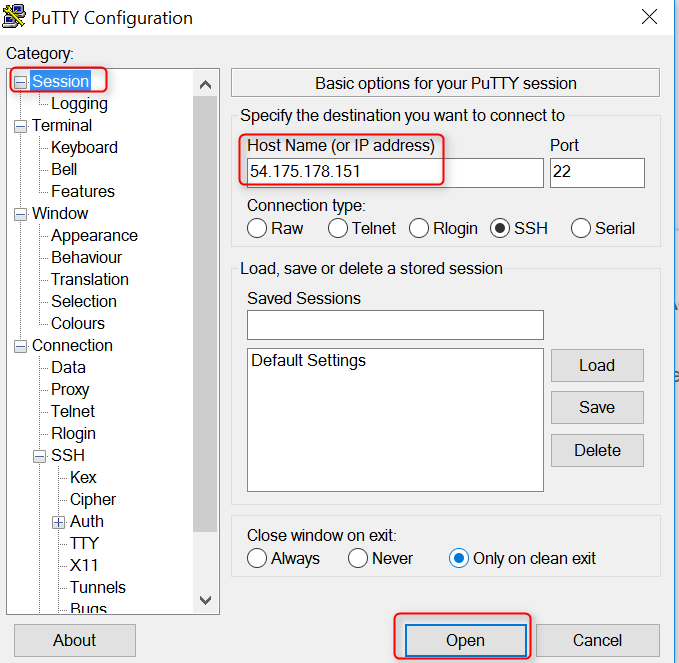 PuTTY Configuration
Category:
Session
Logging
Terminal
Keyboard
Bell
Features
Window
Appearance
Behaviour
Translation
Selection
Colours
Connection
Data
Proxy
Telnet
Rlogin
SSH
Kex
Cipher
Auth
TTY
X11
Tunnels
Bugs
Basic options for your PuTTY session
Specify the destination you want to connect to
Host Name (or IP address) Port
54.175.178.151 22
Connection type:
Raw Telnet Rlogin SSH Serial
Load, save or delete a stored session
Saved Sessions
Default Settings
Load
Save
Delete
Close window on exit:
Always Never Only on clean exit
About Open Cancel